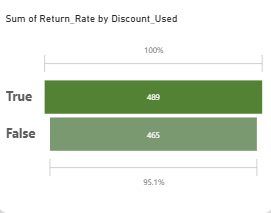 Sum of Return_Rate by Discount_Used
100%
True
489
False
465
95.1%